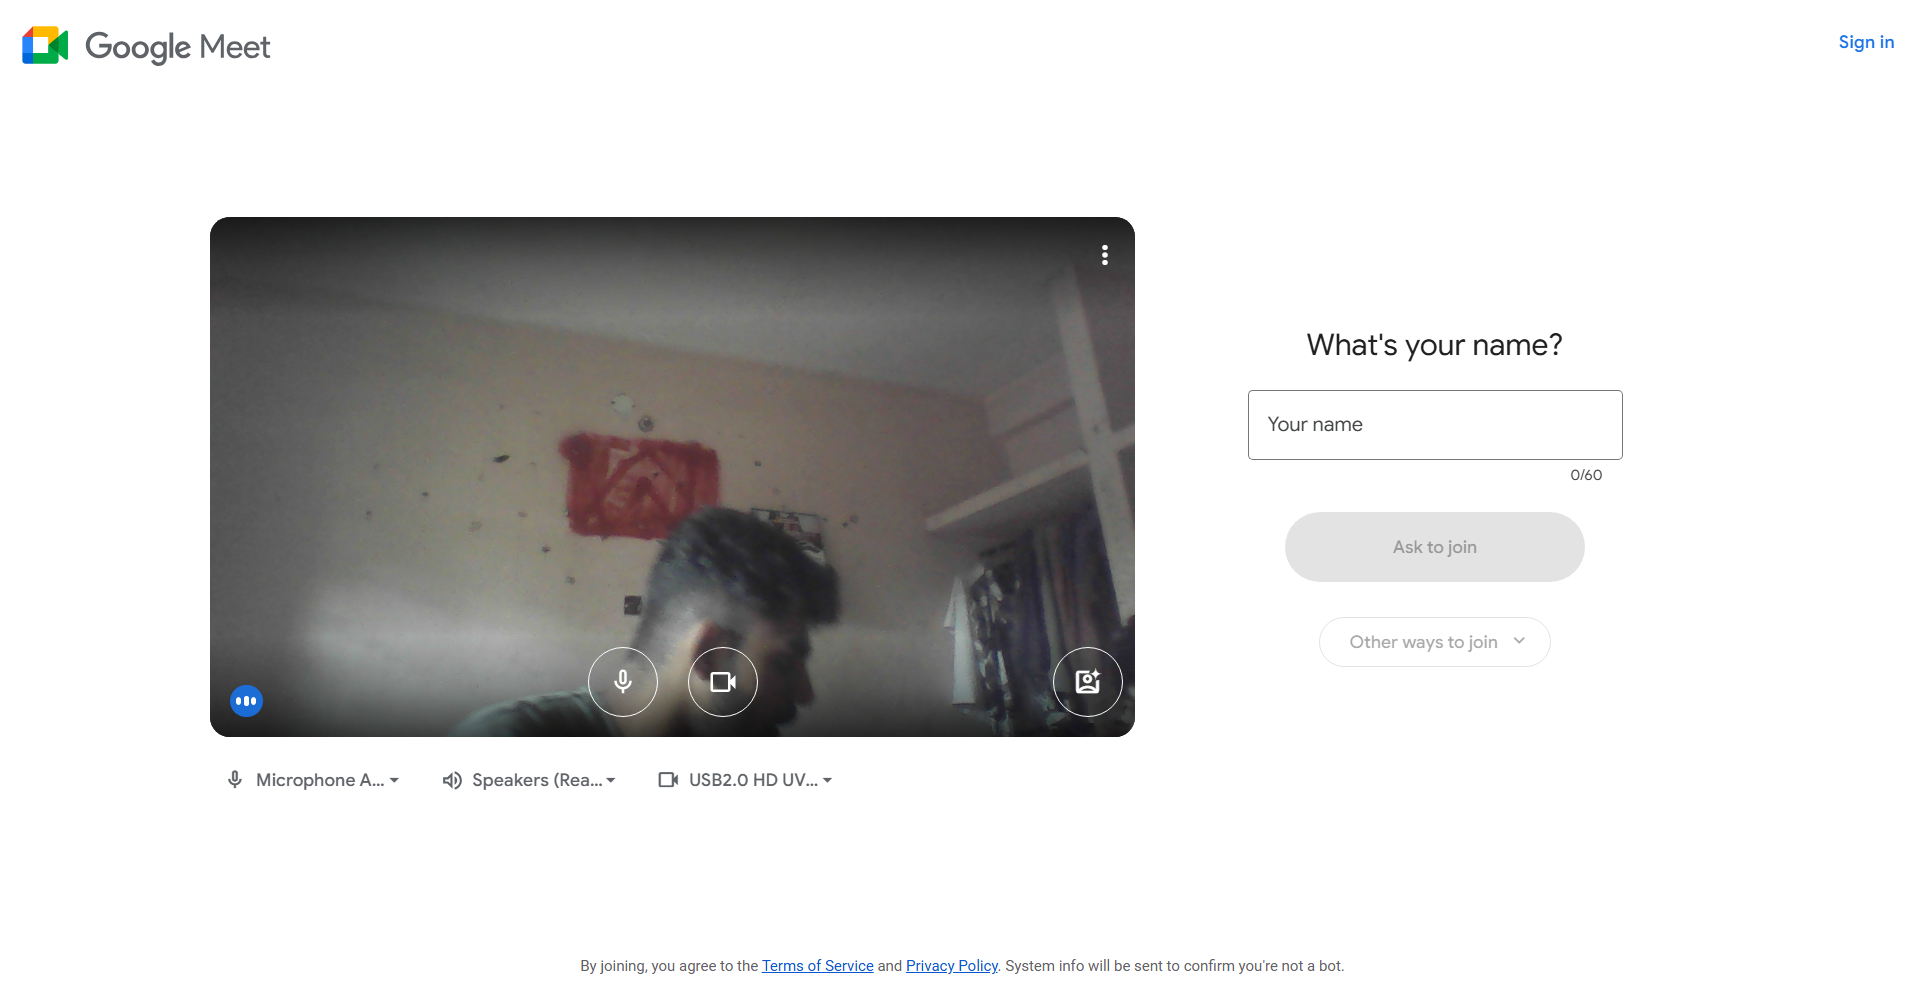 Google Meet
Sign in
What's your name?
Your name
0/60
Ask to join
Other ways to join
Microphone A...
Speakers (Rea...
USB2.0 HD UV...
By joining, you agree to the Terms of Service and Privacy Policy. System info will be sent to confirm you're not a bot.